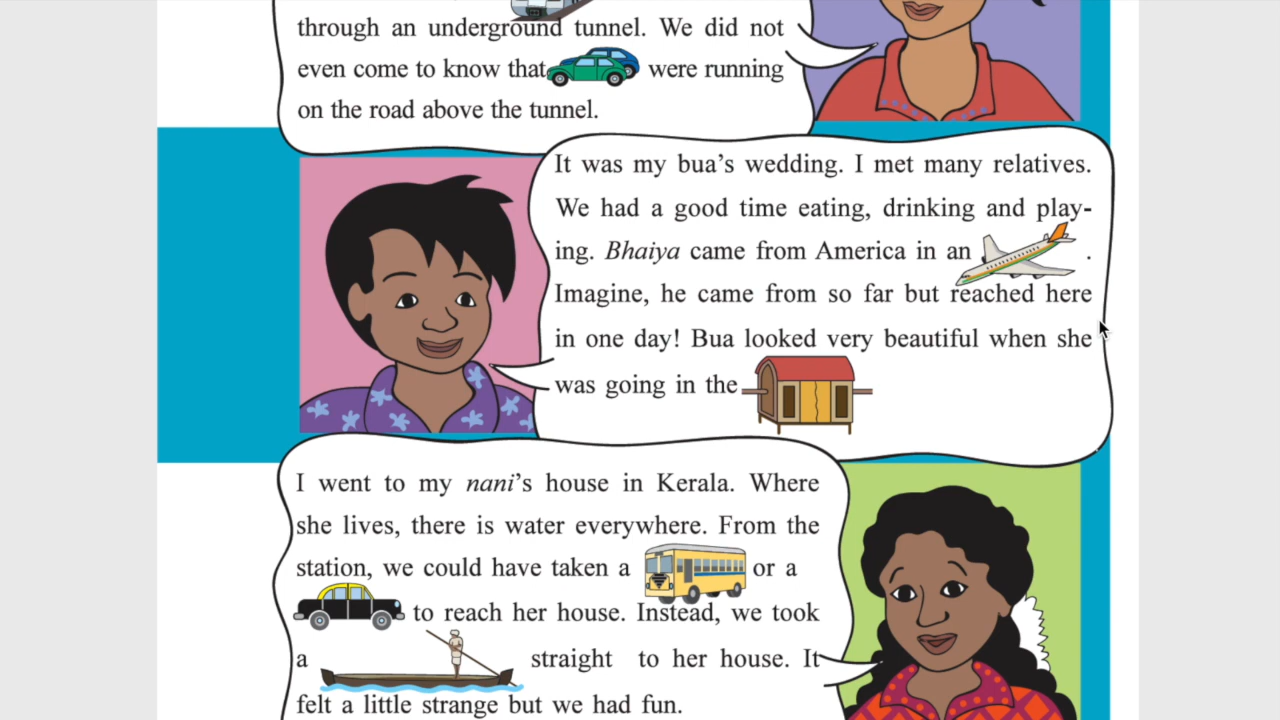 through an underground tunnel. We did not
even come to know that were running
on the road above the tunnel.
It was my bua’s wedding. I met many relatives.
We had a good time eating, drinking and play-
ing. Bhaiya came from America in an .
Imagine, he came from so far but reached here
in one day! Bua looked very beautiful when she
was going in the
I went to my nani’s house in Kerala. Where
she lives, there is water everywhere. From the
station, we could have taken a or a
to reach her house. Instead, we took
a straight to her house. It
felt a little strange but we had fun.